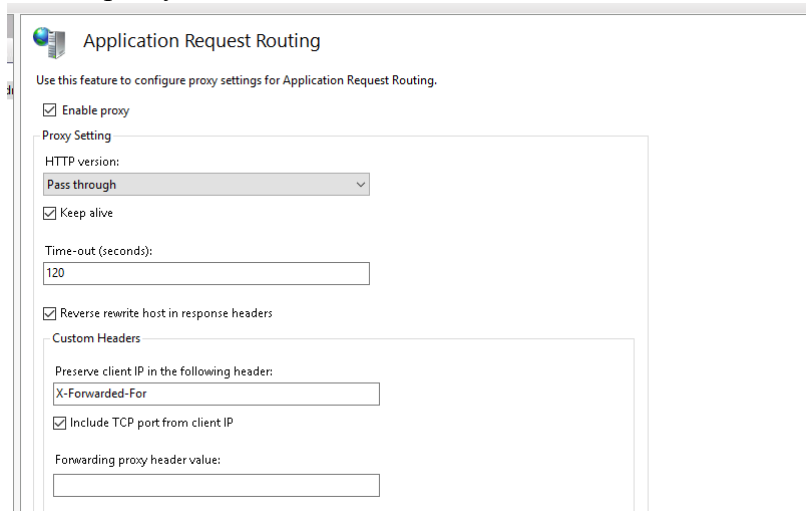 Application Request Routing
Use this feature to configure proxy settings for Application Request Routing.
Enable proxy
Proxy Setting
HTTP version:
Pass through
Keep alive
Time-out (seconds):
120
Reverse rewrite host in response headers
Custom Headers
Preserve client IP in the following header:
X-Forwarded-For
Include TCP port from client IP
Forwarding proxy header value: